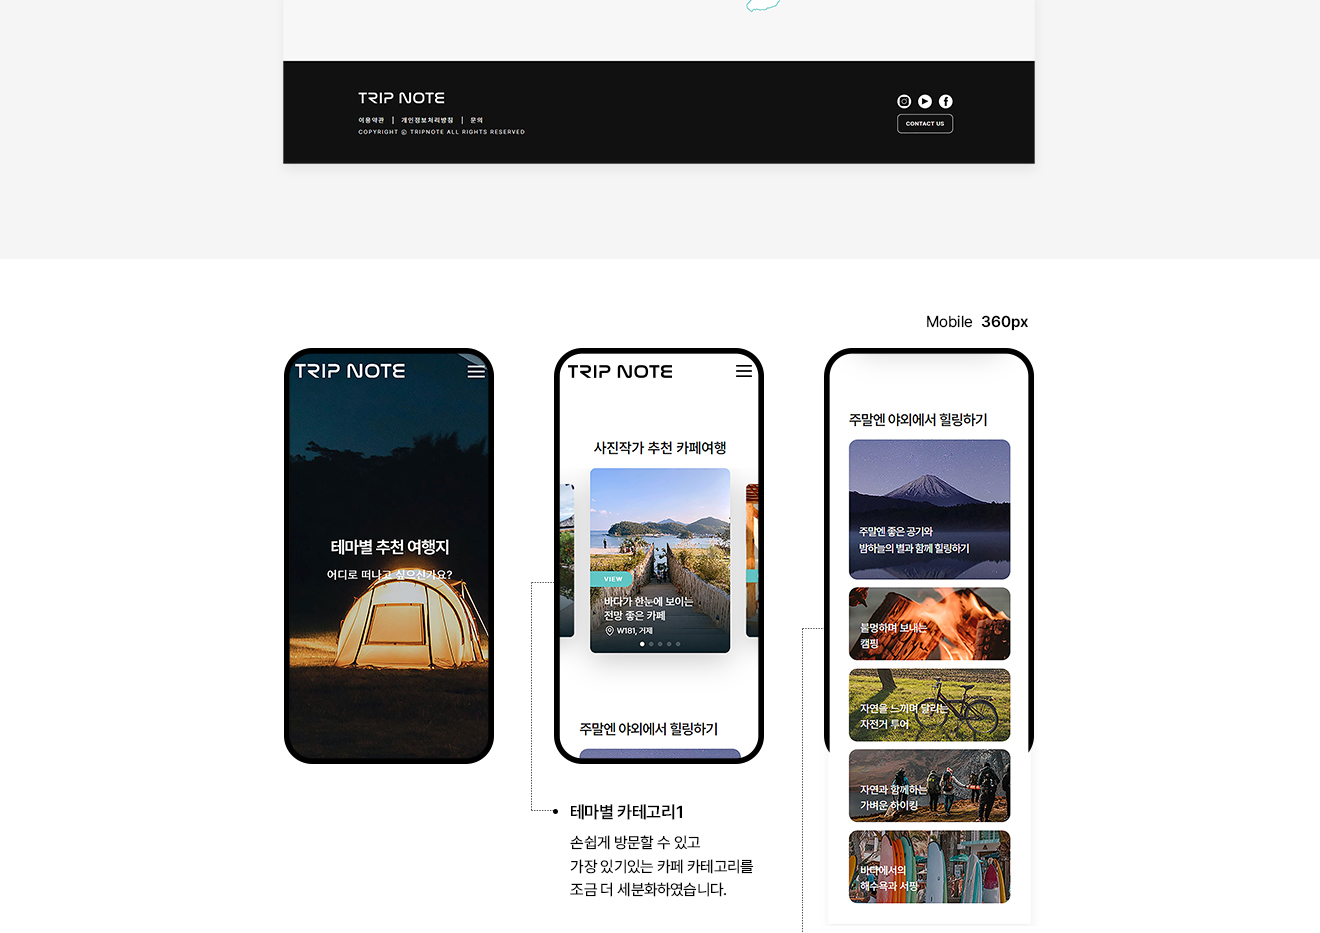 TRIP NOTE
이용약관 | 개인정보처리방침 | 문의
COPYRIGHT © TRIPNOTE ALL RIGHTS RESERVED
CONTACT US
Mobile 360px
TRIP NOTE
테마별 추천 여행지
어디로 떠나고 싶으신가요?
TRIP NOTE
사진작가 추천 카페여행
VIEW
바다가 한눈에 보이는
전망 좋은 카페
W181, 거제
주말엔 야외에서 힐링하기
주말엔 야외에서 힐링하기
주말엔 좋은 공기와
밤하늘의 별과 함께 힐링하기
불멍하며 보내는
캠핑
자연을 느끼며 달리는
자전거 투어
자연과 함께하는
가벼운 하이킹
바다에서의
해수욕과 서핑
테마별 카테고리1
손쉽게 방문할 수 있고
가장 있기있는 카페 카테고리를
조금 더 세분화하였습니다.